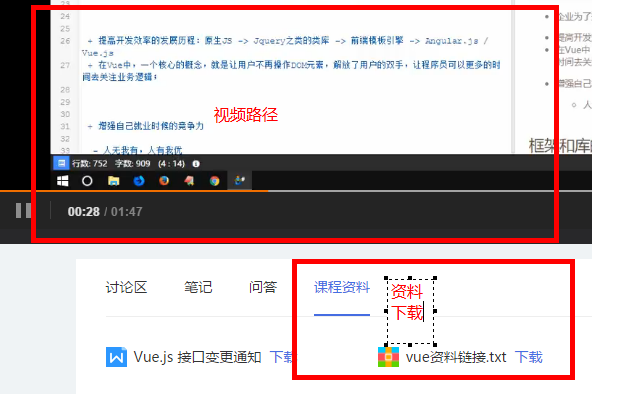 23
24
25
企业为了
26 + 提高开发效率的发展历程：原生JS -> Jquery之类的类库 -> 前端模板引擎 -> Angular.js /
Vue.js
提高开发
27 + 在Vue中，一个核心的概念，就是让用户不再操作DOM元素，解放了用户的双手，让程序员可以更多的时
间去关注业务逻辑；
在Vue中
时间去关
28
29
视频路径
增强自己
30
人
31 + 增强自己就业时候的竞争力
32
33 - 人无我有，人有我优
框架和库的
行数: 752 字数: 909 (4 : 14)
00:28 / 01:47
讨论区 笔记 问答 课程资料
资料
下载
Vue.js 接口变更通知 下载
vue资料链接.txt 下载